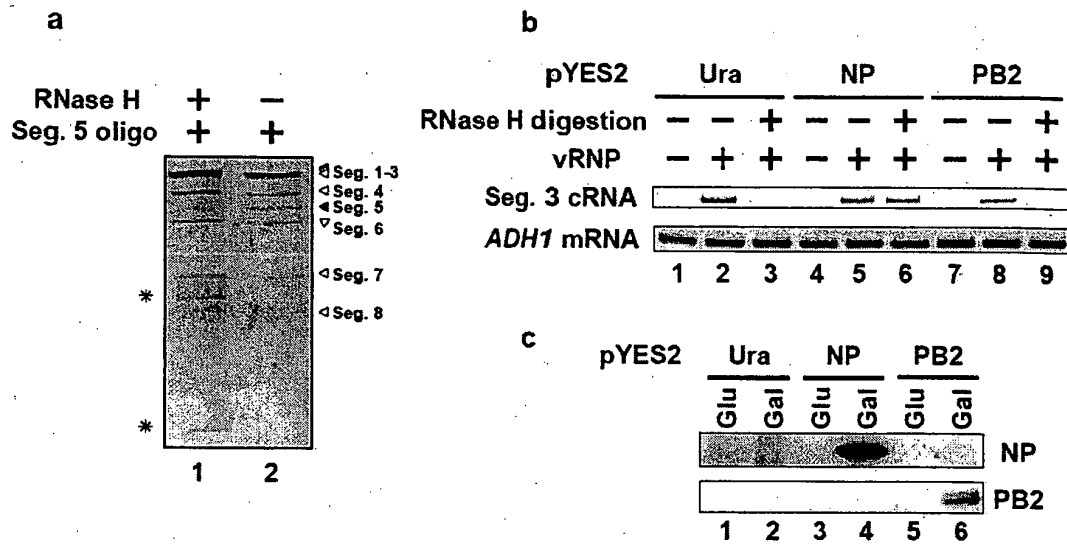 a
RNase H + −
Seg. 5 oligo + +
Seg. 1-3
Seg. 4
Seg. 5
Seg. 6
Seg. 7
* 
Seg. 8
*
1 2
b
pYES2 Ura NP PB2
RNase H digestion − − + − − + − − +
vRNP − + + − + + − + +
Seg. 3 cRNA
ADH1 mRNA
1 2 3 4 5 6 7 8 9
c
pYES2 Ura NP PB2
Glu Gal Glu Gal Glu Gal
NP
PB2
1 2 3 4 5 6